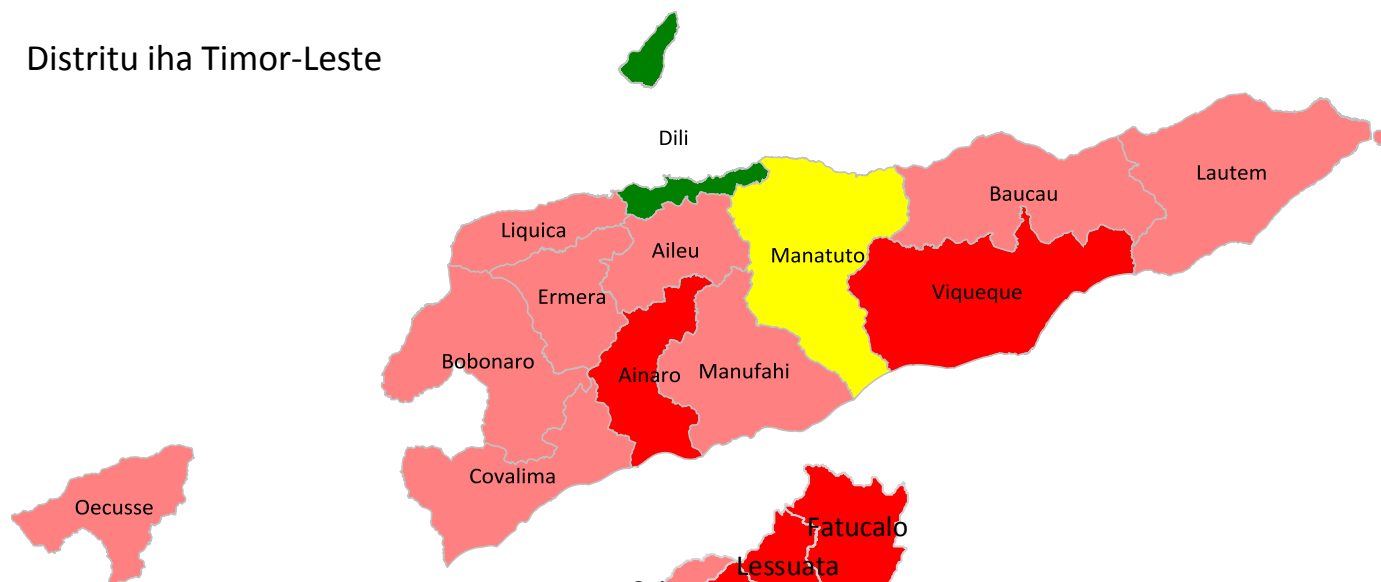 Distritu iha Timor-Leste
Dili
Lautem
Baucau
Liquica
Aileu
Manatuto
Viqueque
Ermera
Bobonaro
Ainaro
Manufahi
Covalima
Oecusse
Fatucalo
Lessuata